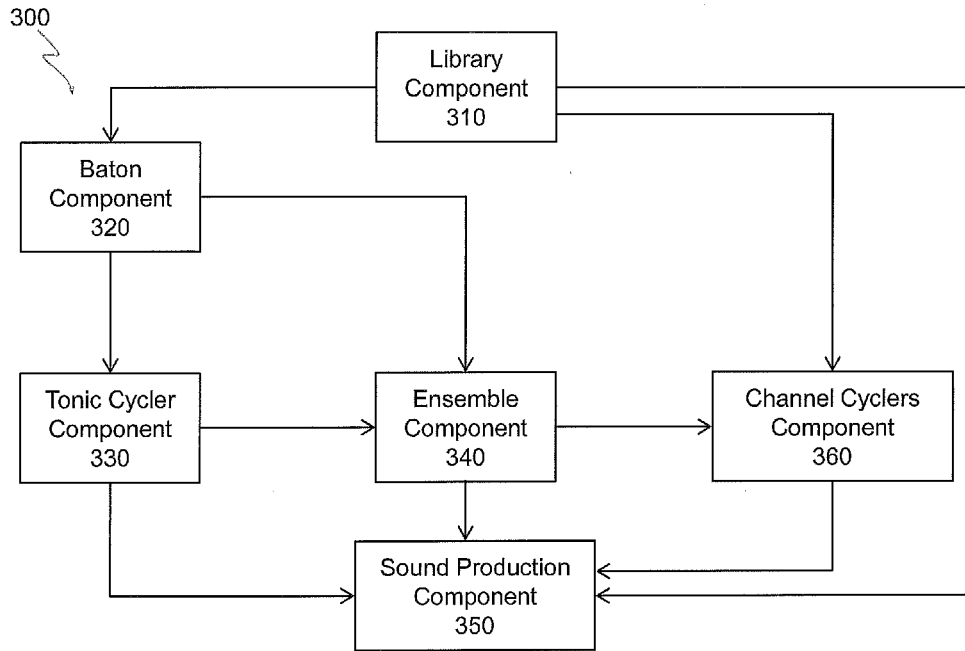 300
Library
Component
310
Baton
Component
320
Tonic Cycler
Component
330
Ensemble
Component
340
Channel Cyclers
Component
360
Sound Production
Component
350